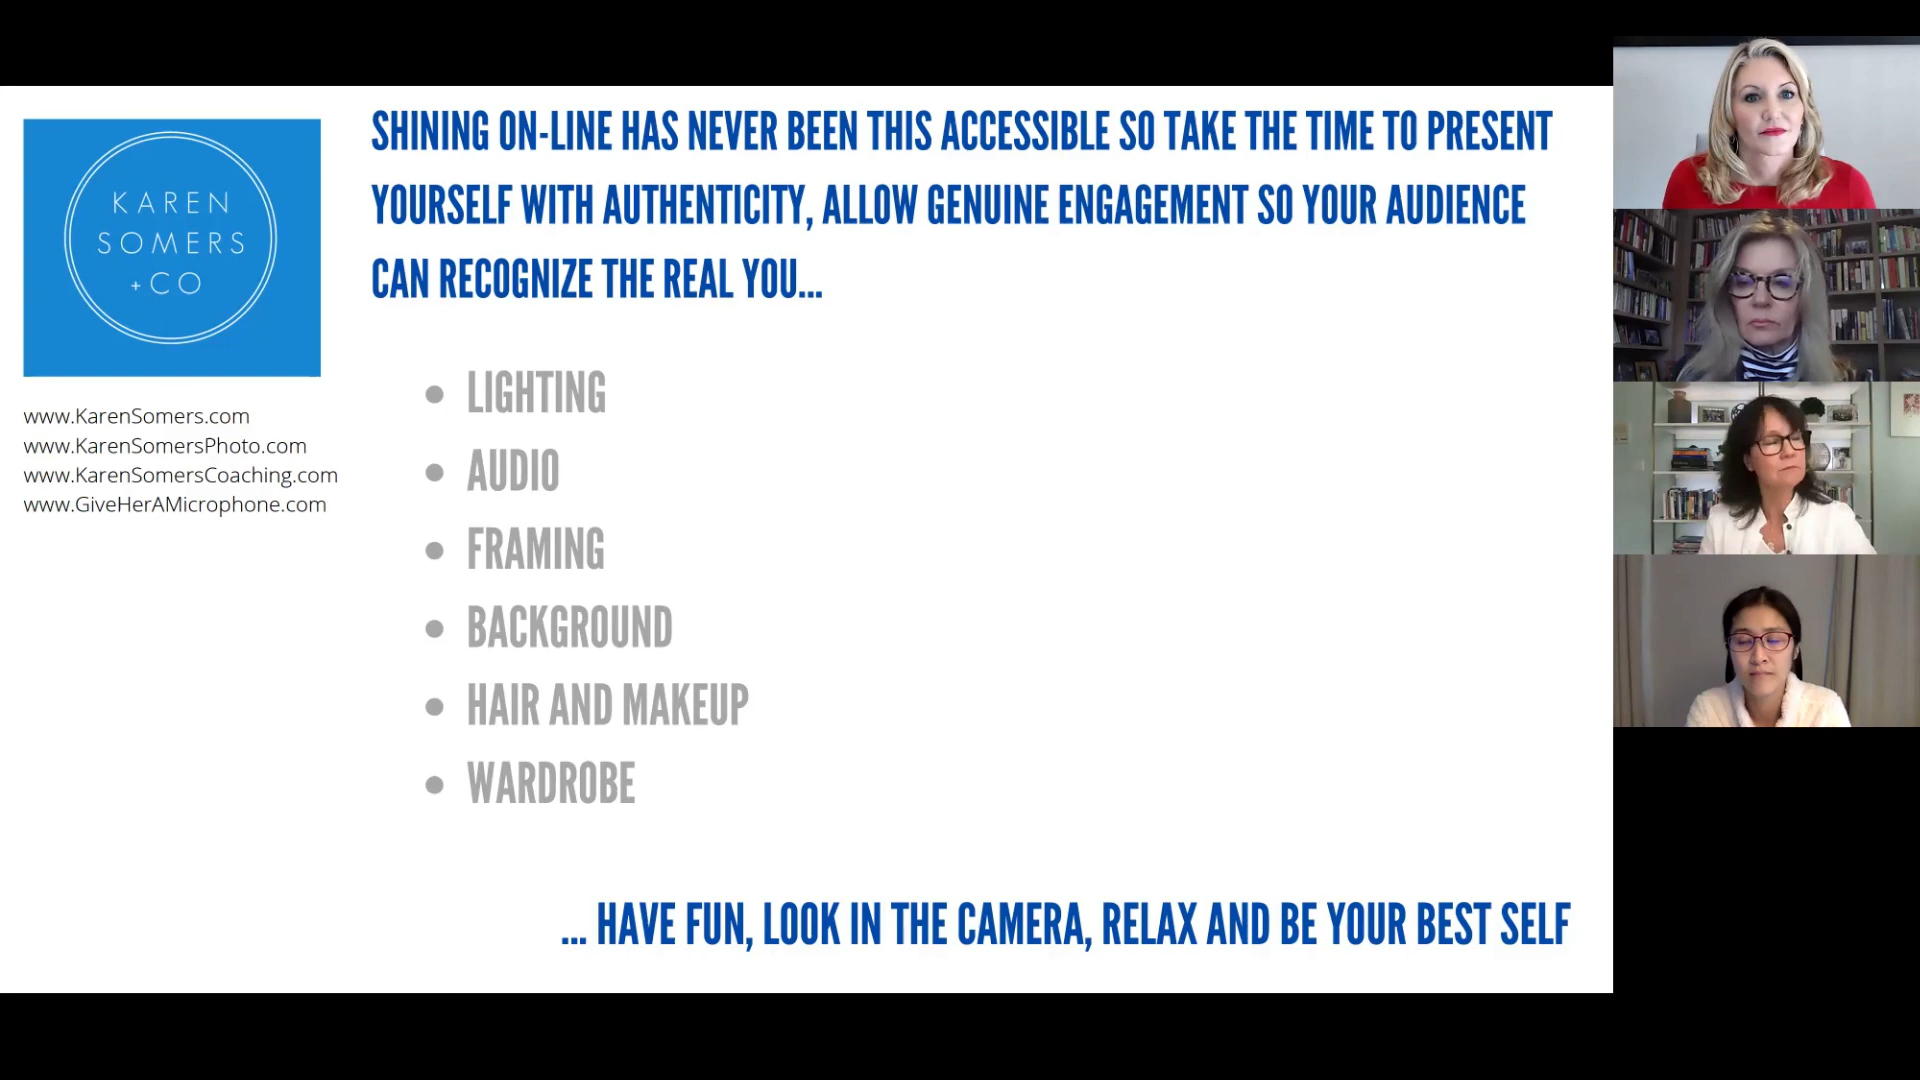 KAREN
SOMERS
+CO
www.KarenSomers.com
www.KarenSomersPhoto.com
www.KarenSomersCoaching.com
www.GiveHerAMicrophone.com
SHINING ON-LINE HAS NEVER BEEN THIS ACCESSIBLE SO TAKE THE TIME TO PRESENT
YOURSELF WITH AUTHENTICITY, ALLOW GENUINE ENGAGEMENT SO YOUR AUDIENCE
CAN RECOGNIZE THE REAL YOU...
• LIGHTING
• AUDIO
• FRAMING
• BACKGROUND
• HAIR AND MAKEUP
• WARDROBE
... HAVE FUN, LOOK IN THE CAMERA, RELAX AND BE YOUR BEST SELF